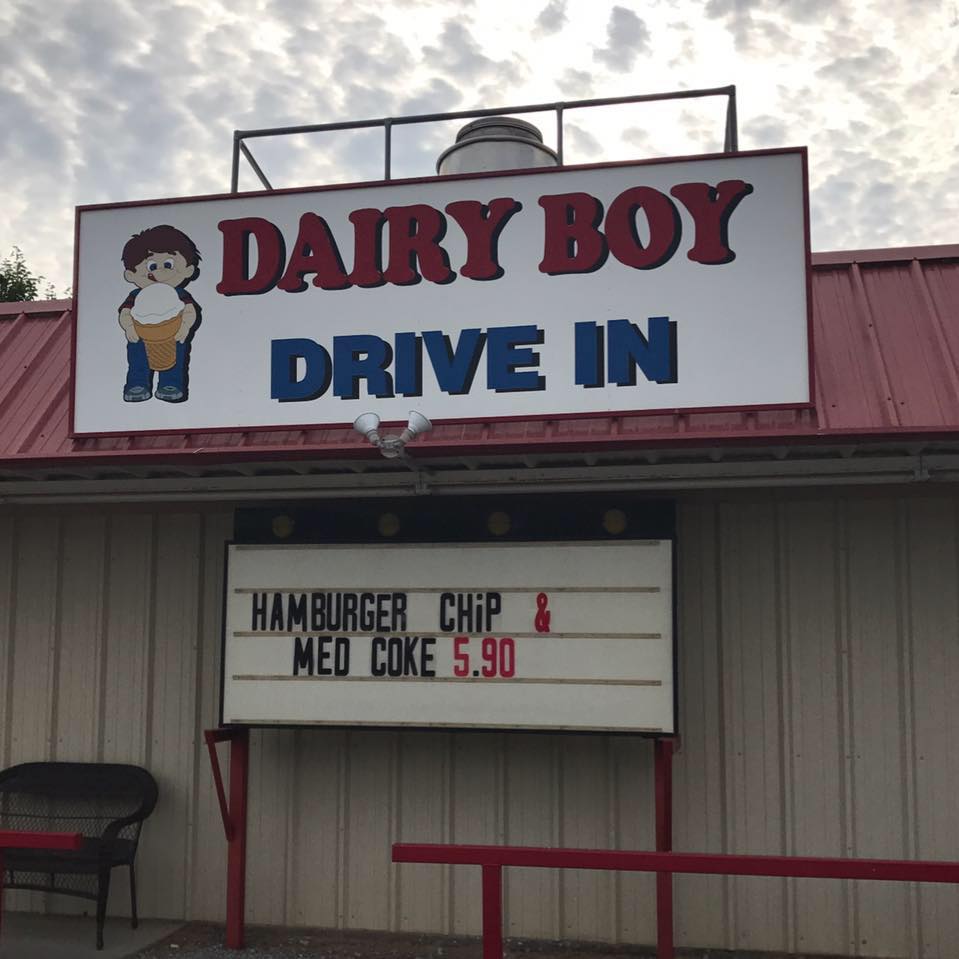 DAIRY BOY
DRIVE IN
HAMBURGER CHiP &
MED COKE 5.90